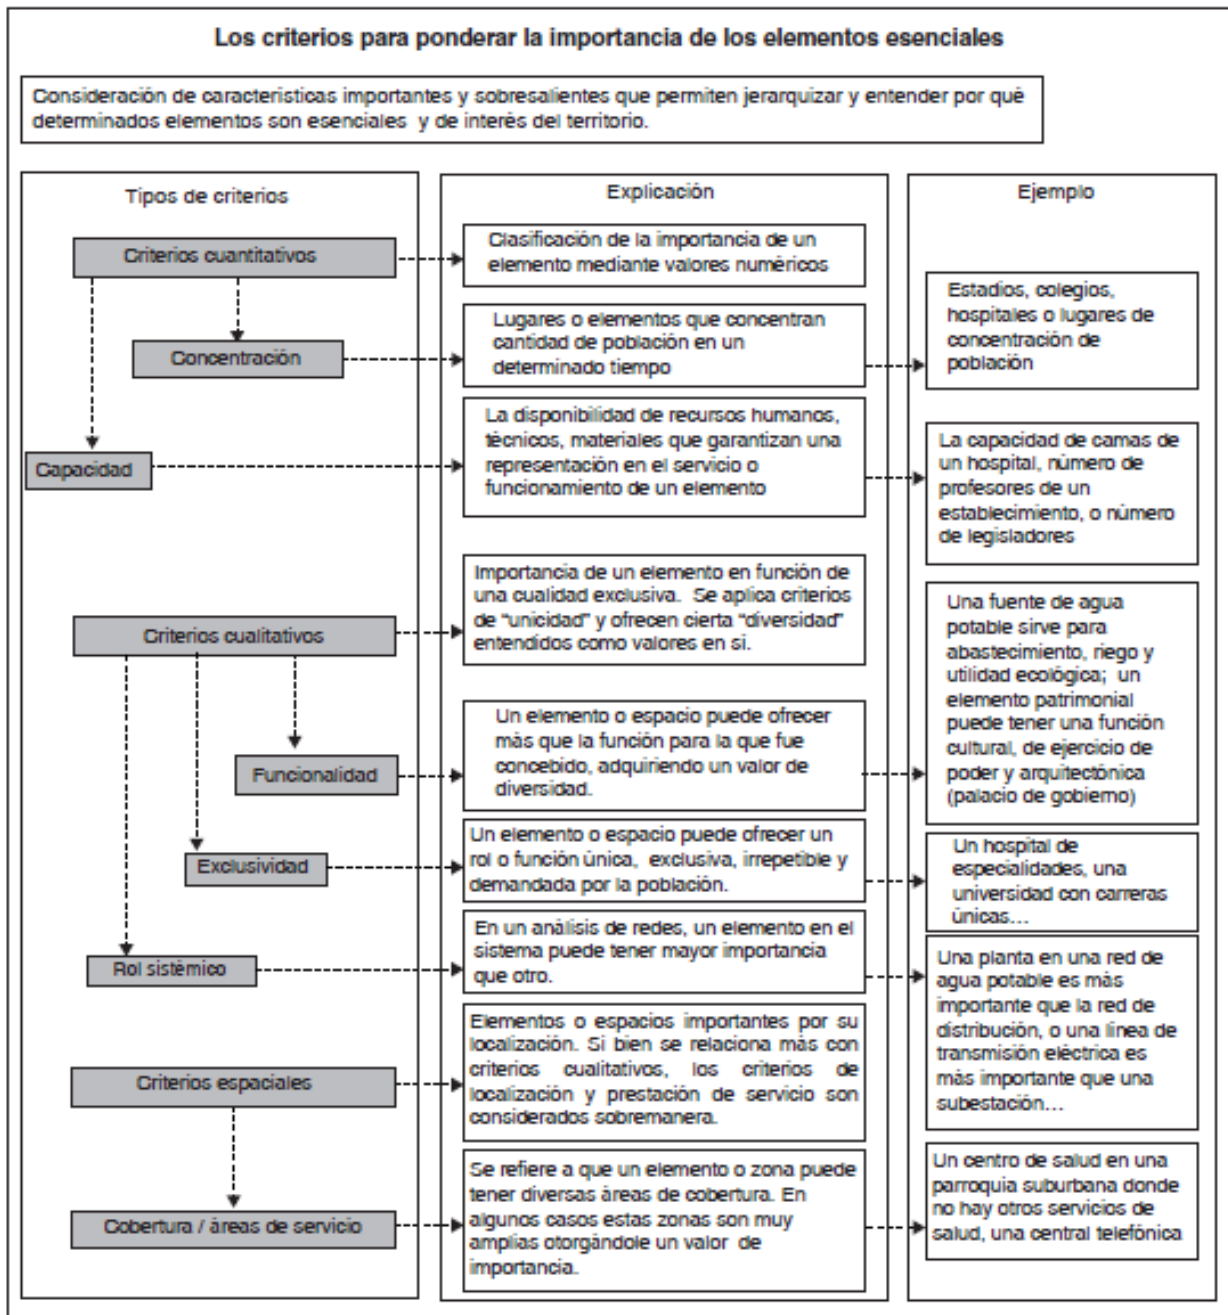 Los criterios para ponderar la importancia de los elementos esenciales
Consideración de características importantes y sobresalientes que permiten jerarquizar y entender por qué
determinados elementos son esenciales y de interés del territorio.
Tipos de criterios
Explicación
Ejemplo
Criterios cuantitativos
Clasificación de la importancia de un
elemento mediante valores numéricos
Concentración
Lugares o elementos que concentran
cantidad de población en un
determinado tiempo
Estadios, colegios,
hospitales o lugares de
concentración de
población
Capacidad
La disponibilidad de recursos humanos,
técnicos, materiales que garantizan una
representación en el servicio o
funcionamiento de un elemento
La capacidad de camas de
un hospital, número de
profesores de un
establecimiento, o número
de legisladores
Criterios cualitativos
Importancia de un elemento en función de
una cualidad exclusiva. Se aplica criterios
de “unicidad” y ofrecen cierta “diversidad”
entendidos como valores en sí.
Funcionalidad
Un elemento o espacio puede ofrecer
más que la función para la que fue
concebido, adquiriendo un valor de
diversidad.
Una fuente de agua
potable sirve para
abastecimiento, riego y
utilidad ecológica; un
elemento patrimonial
puede tener una función
cultural, de ejercicio de
poder y arquitectónica
(palacio de gobierno)
Exclusividad
Un elemento o espacio puede ofrecer un
rol o función única, exclusiva, irrepetible y
demandada por la población.
Un hospital de
especialidades, una
universidad con carreras
únicas...
Rol sistémico
En un análisis de redes, un elemento en el
sistema puede tener mayor importancia
que otro.
Una planta en una red de
agua potable es más
importante que la red de
distribución, o una línea de
transmisión eléctrica es
más importante que una
subestación...
Criterios espaciales
Elementos o espacios importantes por su
localización. Si bien se relaciona más con
criterios cualitativos, los criterios de
localización y prestación de servicio son
considerados sobremanera.
Cobertura / áreas de servicio
Se refiere a que un elemento o zona puede
tener diversas áreas de cobertura. En
algunos casos estas zonas son muy
amplias otorgándole un valor de
importancia.
Un centro de salud en una
parroquia suburbana donde
no hay otros servicios de
salud, una central telefónica